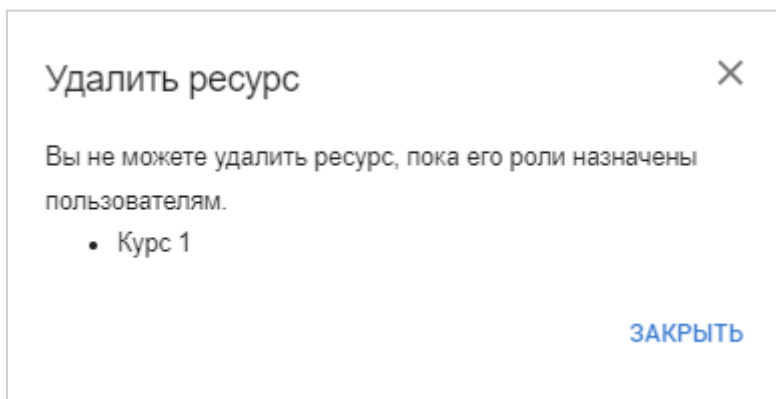 Удалить ресурс
Вы не можете удалить ресурс, пока его роли назначены
пользователям.
• Курс 1
ЗАКРЫТЬ